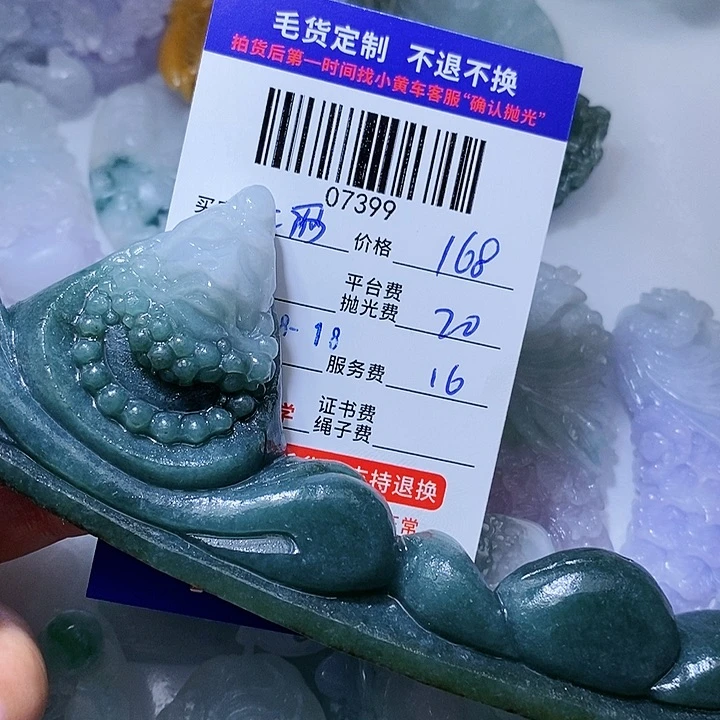 毛货定制 不退不换
拍货后第一时间找小黄车客服“确认抛光”
07399
价格 168
平台费
抛光费 20
8-18
服务费 16
证书费
绳子费
支持退换